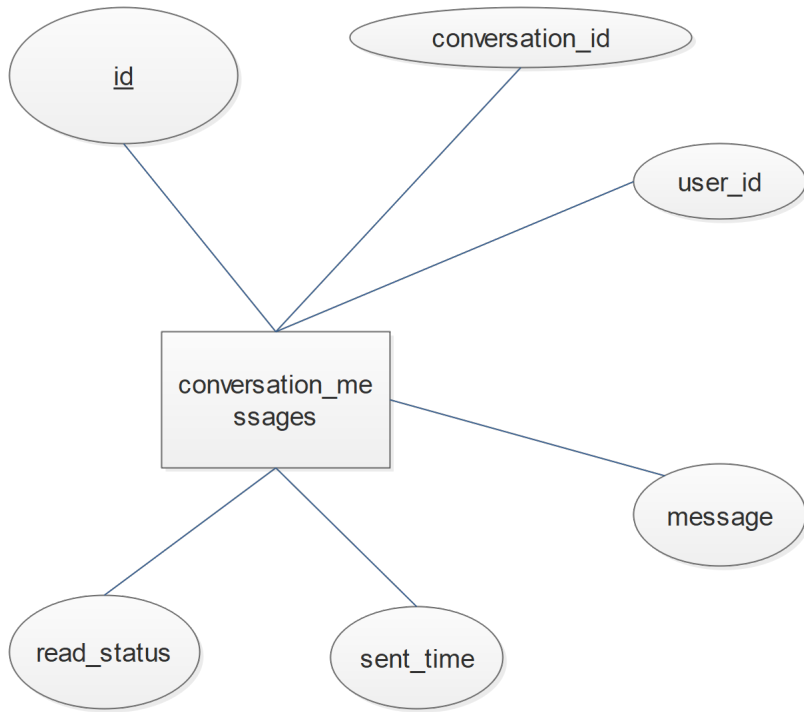 conversation_id
id
user_id
conversation_me
ssages
message
read_status
sent_time